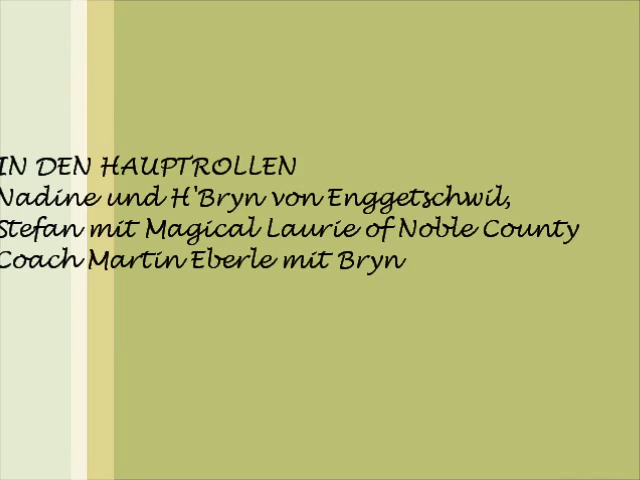 IN DEN HAUPTROLLEN
Nadine und H'Bryn von Enggetschwil,
Stefan mit Magical Laurie of Noble County
Coach Martin Eberle mit Bryn